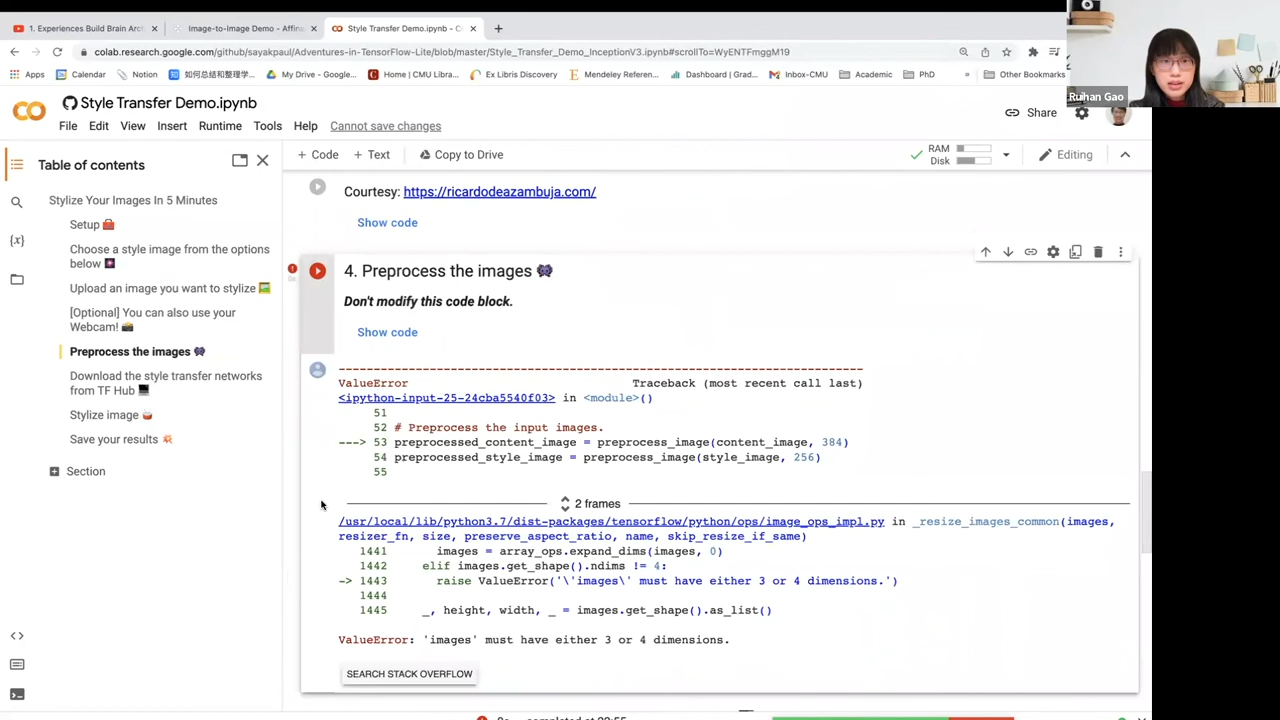 1. Experiences Build Brain Arc
Image-to-Image Demo - Affin
Style Transfer Demo.ipynb - C
colab.research.google.com/github/sayakpaul/Adventures-in-TensorFlow-Lite/blob/master/Style_Transfer_Demo_InceptionV3.ipynb#scrollTo=WyENTFmggM19
Apps
Calendar
Notion
如何总结和整理学...
My Drive - Google...
Home | CMU Librar...
Ex Libris Discovery
Mendeley Referen...
Dashboard | Grad...
Inbox-CMU
Academic
PhD
»
Other Bookmarks
Ruihan Gao
Style Transfer Demo.ipynb
File Edit View Insert Runtime Tools Help Cannot save changes
Share
Table of contents
Stylize Your Images In 5 Minutes
Setup
Choose a style image from the options
below
Upload an image you want to stylize
[Optional] You can also use your
Webcam!
Preprocess the images
Download the style transfer networks
from TF Hub
Stylize image
Save your results
Section
+ Code + Text Copy to Drive
RAM
Disk
Editing
Courtesy: https://ricardodeazambuja.com/
Show code
4. Preprocess the images
Don't modify this code block.
Show code
---------------------------------------------------------------------------
ValueError Traceback (most recent call last)
<ipython-input-25-24cba5540f03> in <module>()
51
52 # Preprocess the input images.
---> 53 preprocessed_content_image = preprocess_image(content_image, 384)
54 preprocessed_style_image = preprocess_image(style_image, 256)
55
2 frames
/usr/local/lib/python3.7/dist-packages/tensorflow/python/ops/image_ops_impl.py in _resize_images_common(images,
resizer_fn, size, preserve_aspect_ratio, name, skip_resize_if_same)
1441 images = array_ops.expand_dims(images, 0)
1442 elif images.get_shape().ndims != 4:
-> 1443 raise ValueError('\'images\' must have either 3 or 4 dimensions.')
1444
1445 _, height, width, _ = images.get_shape().as_list()
ValueError: 'images' must have either 3 or 4 dimensions.
SEARCH STACK OVERFLOW